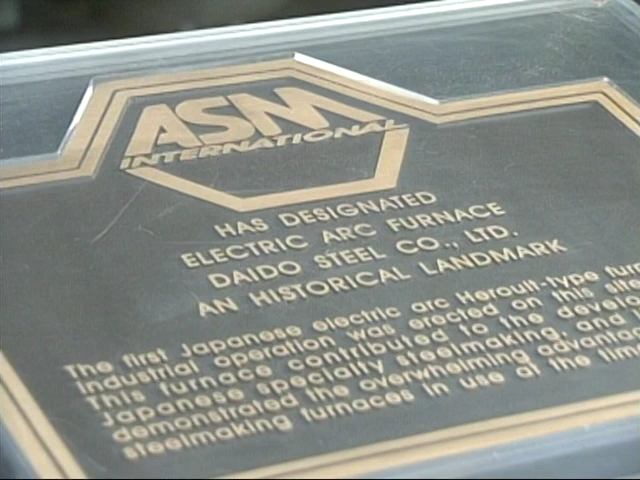 ASM
INTERNATIONAL
HAS DESIGNATED
ELECTRIC ARC FURNACE
DAIDO STEEL CO., LTD.
AN HISTORICAL LANDMARK
The first Japanese electric arc Heroult-type
industrial operation was erected on this site
This furnace contributed to the
Japanese specialty steelmaking, and
demonstrated the overwhelming
steelmaking furnaces in use at the time